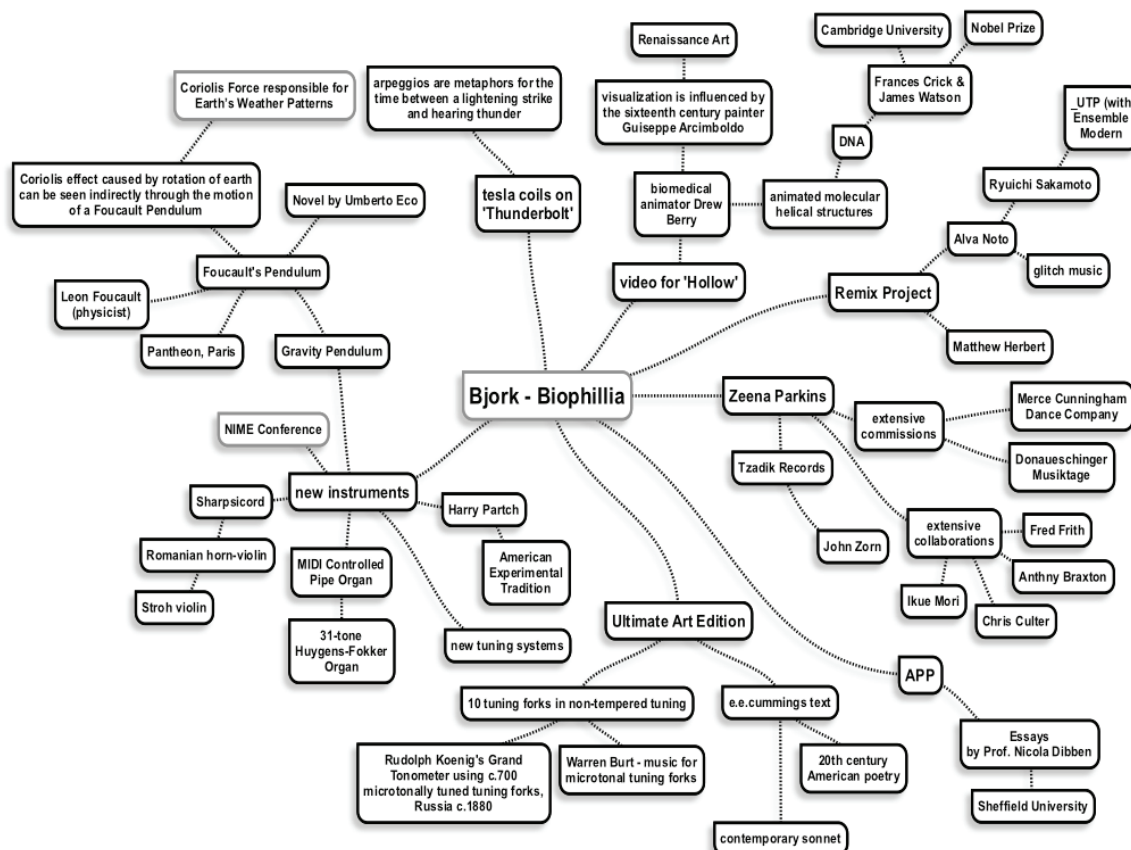 Cambridge University
Nobel Prize
Renaissance Art
Coriolis Force responsible for
Earth's Weather Patterns
arpeggios are metaphors for the
time between a lightening strike
and hearing thunder
visualization is influenced by
the sixteenth century painter
Guiseppe Arcimboldo
Frances Crick &
James Watson
_UTP (with
Ensemble
Modern
DNA
Coriolis effect caused by rotation of earth
can be seen indirectly through the motion
of a Foucault Pendulum
Novel by Umberto Eco
tesla coils on
'Thunderbolt'
biomedical
animator Drew
Berry
animated molecular
helical structures
Ryuichi Sakamoto
Alva Noto
glitch music
Foucault's Pendulum
video for 'Hollow'
Remix Project
Leon Foucault
(physicist)
Pantheon, Paris
Gravity Pendulum
Matthew Herbert
Bjork - Biophillia
Zeena Parkins
extensive
commissions
Merce Cunningham
Dance Company
Donaueschinger
Musiktage
NIME Conference
Tzadik Records
new instruments
Sharpsicord
Harry Partch
Romanian horn-violin
MIDI Controlled
Pipe Organ
American
Experimental
Tradition
John Zorn
extensive
collaborations
Fred Frith
Anthny Braxton
Ikue Mori
Chris Culter
Stroh violin
31-tone
Huygens-Fokker
Organ
new tuning systems
Ultimate Art Edition
APP
10 tuning forks in non-tempered tuning
e.e.cummings text
Essays
by Prof. Nicola Dibben
Rudolph Koenig's Grand
Tonometer using c.700
microtonally tuned tuning forks,
Russia c.1880
Warren Burt - music for
microtonal tuning forks
20th century
American poetry
Sheffield University
contemporary sonnet